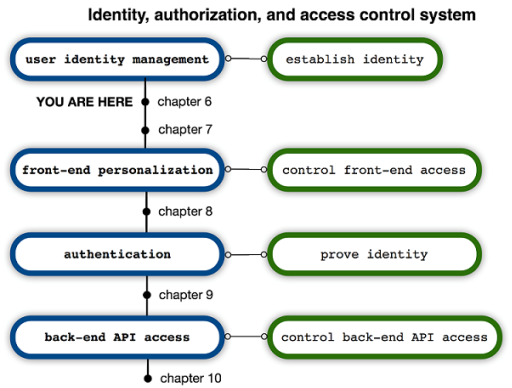 Identity, authorization, and access control system
user identity management
establish identity
YOU ARE HERE
chapter 6
chapter 7
front-end personalization
control front-end access
chapter 8
authentication
prove identity
chapter 9
back-end API access
control back-end API access
chapter 10